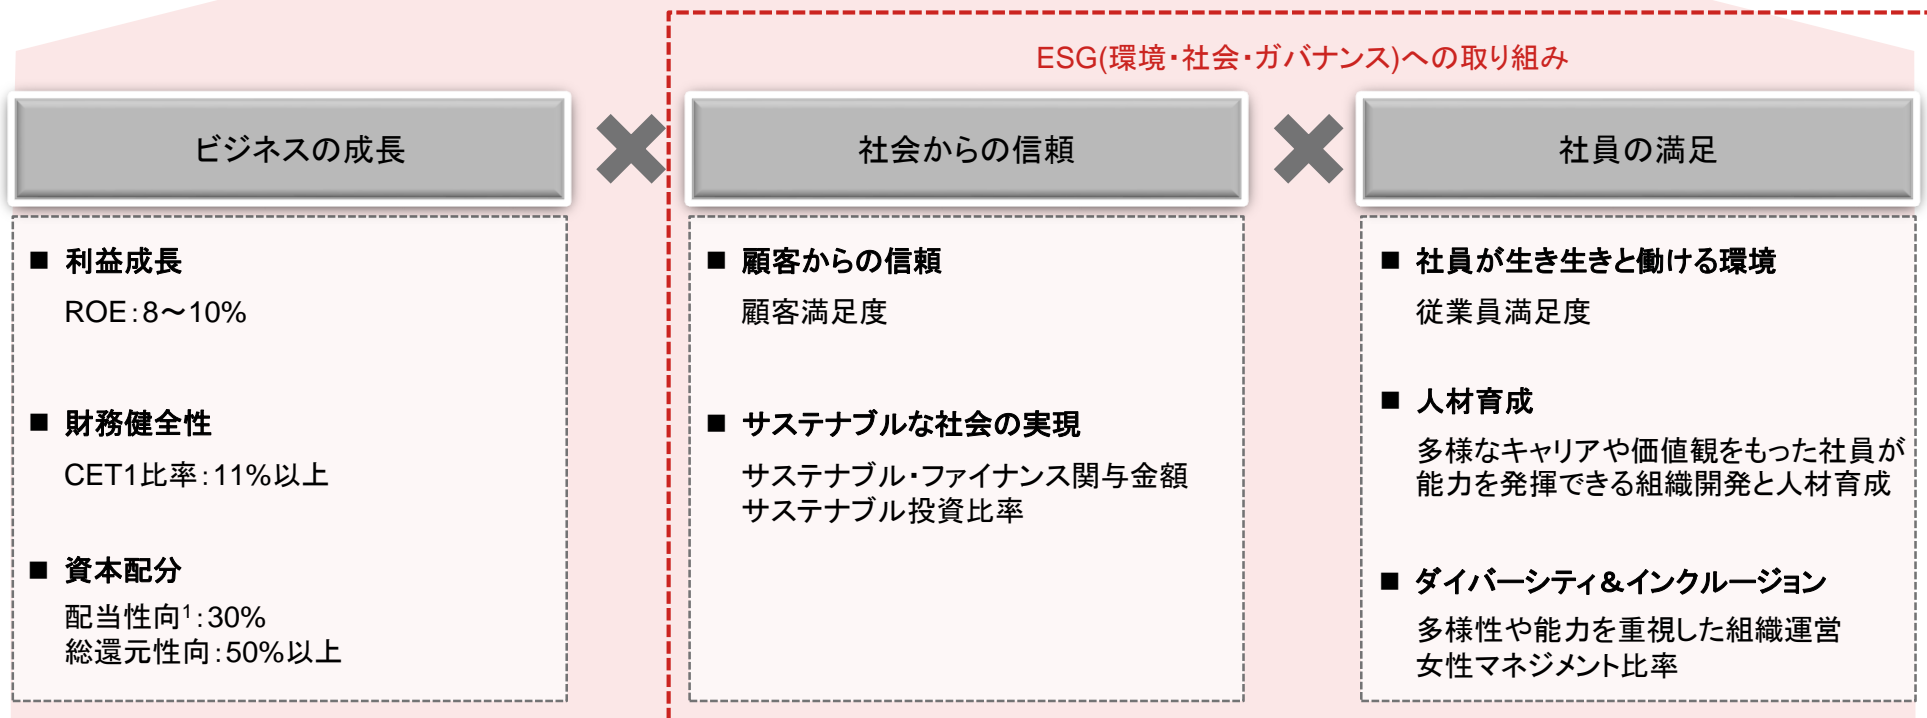 ESG(環境・社会・ガバナンス)への取り組み
ビジネスの成長
■ 利益成長
ROE:8～10%
■ 財務健全性
CET1比率:11%以上
■ 資本配分
配当性向1:30%
総還元性向:50%以上
社会からの信頼
■ 顧客からの信頼
顧客満足度
■ サステナブルな社会の実現
サステナブル・ファイナンス関与金額
サステナブル投資比率
社員の満足
■ 社員が生き生きと働ける環境
従業員満足度
■ 人材育成
多様なキャリアや価値観をもった社員が
能力を発揮できる組織開発と人材育成
■ ダイバーシティ&インクルージョン
多様性や能力を重視した組織運営
女性マネジメント比率